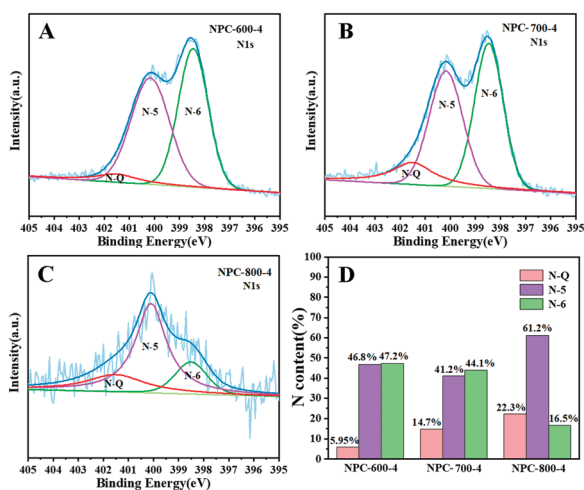 A
NPC-600-4
N1s
N-5
N-6
N-Q
Intensity(a.u.)
405 404 403 402 401 400 399 398 397 396 395
Binding Energy(eV)
B
NPC-700-4
N1s
N-5
N-6
N-Q
Intensity(a.u.)
405 404 403 402 401 400 399 398 397 396 395
Binding Energy(eV)
C
NPC-800-4
N1s
N-5
N-6
N-Q
Intensity(a.u.)
405 404 403 402 401 400 399 398 397 396 395
Binding Energy(eV)
D
N-Q
N-5
N-6
N content(%)
100
90
80
70
60
50
40
30
20
10
0
5.95%
46.8%
47.2%
14.7%
41.2%
44.1%
22.3%
61.2%
16.5%
NPC-600-4 NPC-700-4 NPC-800-4